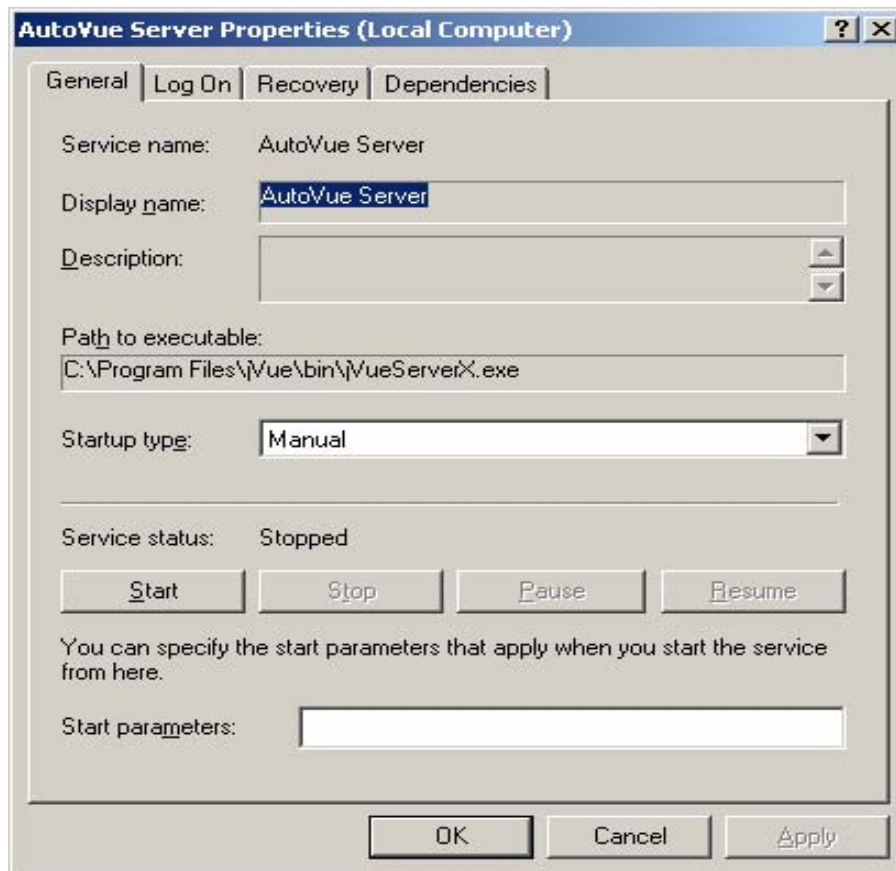 AutoVue Server Properties (Local Computer)
General Log On Recovery Dependencies
Service name: AutoVue Server
Display name: AutoVue Server
Description:
Path to executable:
C:\Program Files\jVue\bin\jVueServerX.exe
Startup type: Manual
Service status: Stopped
Start Stop Pause Resume
You can specify the start parameters that apply when you start the service
from here.
Start parameters:
OK Cancel Apply